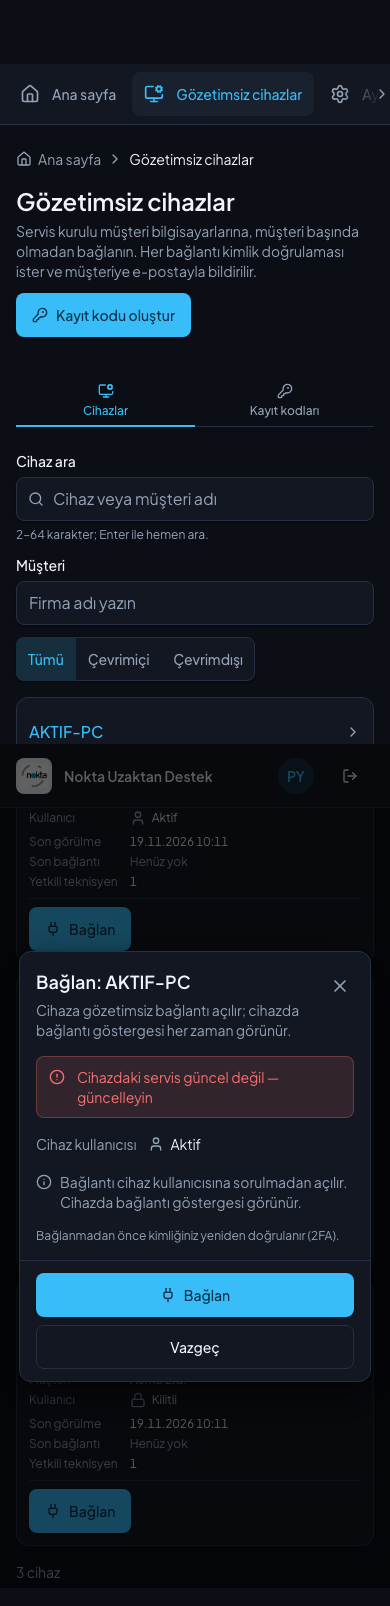 Ana sayfa
Gözetimsiz cihazlar
Ay
Ana sayfa
Gözetimsiz cihazlar
Gözetimsiz cihazlar
Servis kurulu müşteri bilgisayarlarına, müşteri başında
olmadan bağlanın. Her bağlantı kimlik doğrulaması
ister ve müşteriye e-postayla bildirilir.
Kayıt kodu oluştur
Cihazlar
Kayıt kodları
Cihaz ara
Cihaz veya müşteri adı
2–64 karakter; Enter ile hemen ara.
Müşteri
Firma adı yazın
Tümü
Çevrimiçi
Çevrimdışı
AKTIF-PC
nokta
Nokta Uzaktan Destek
PY
Kullanıcı
Aktif
Son görülme
19.11.2026 10:11
Son bağlantı
Henüz yok
Yetkili teknisyen
1
Bağlan
Bağlan: AKTIF-PC
Cihaza gözetimsiz bağlantı açılır; cihazda
bağlantı göstergesi her zaman görünür.
Cihazdaki servis güncel değil —
güncelleyin
Cihaz kullanıcısı
Aktif
Bağlantı cihaz kullanıcısına sorulmadan açılır.
Cihazda bağlantı göstergesi görünür.
Bağlanmadan önce kimliğiniz yeniden doğrulanır (2FA).
Bağlan
Vazgeç
Kullanıcı
Kilitli
Son görülme
19.11.2026 10:11
Son bağlantı
Henüz yok
Yetkili teknisyen
1
Bağlan
3 cihaz